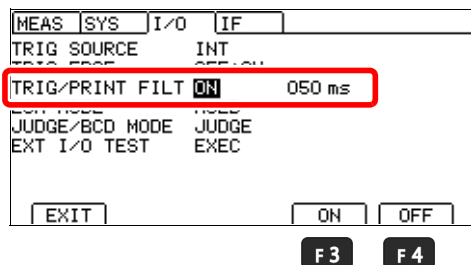 MEAS SYS I/O IF
TRIG SOURCE INT
TRIG/PRINT FILT ON 050 ms
JUDGE/BCD MODE JUDGE
EXT I/O TEST EXEC
EXIT ON OFF
F3 F4